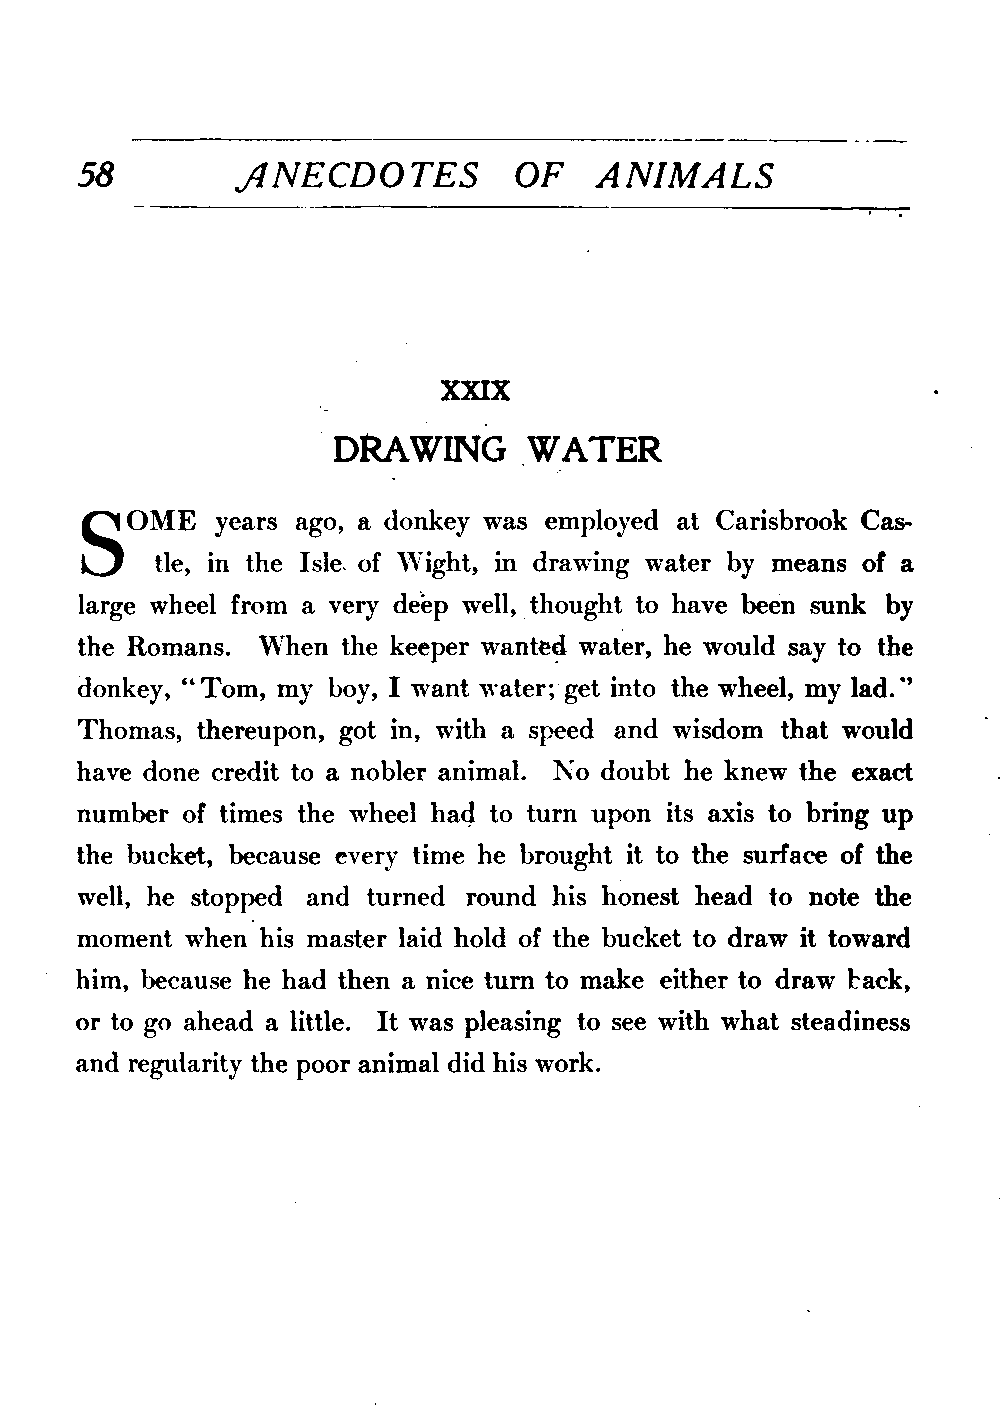 58 ANECDOTES OF ANIMALS
XXIX
DRAWING WATER
SOME years ago, a donkey was employed at Carisbrook Cas-
tle, in the Isle of Wight, in drawing water by means of a
large wheel from a very deep well, thought to have been sunk by
the Romans. When the keeper wanted water, he would say to the
donkey, "Tom, my boy, I want water; get into the wheel, my lad."
Thomas, thereupon, got in, with a speed and wisdom that would
have done credit to a nobler animal. No doubt he knew the exact
number of times the wheel had to turn upon its axis to bring up
the bucket, because every time he brought it to the surface of the
well, he stopped and turned round his honest head to note the
moment when his master laid hold of the bucket to draw it toward
him, because he had then a nice turn to make either to draw back,
or to go ahead a little. It was pleasing to see with what steadiness
and regularity the poor animal did his work.